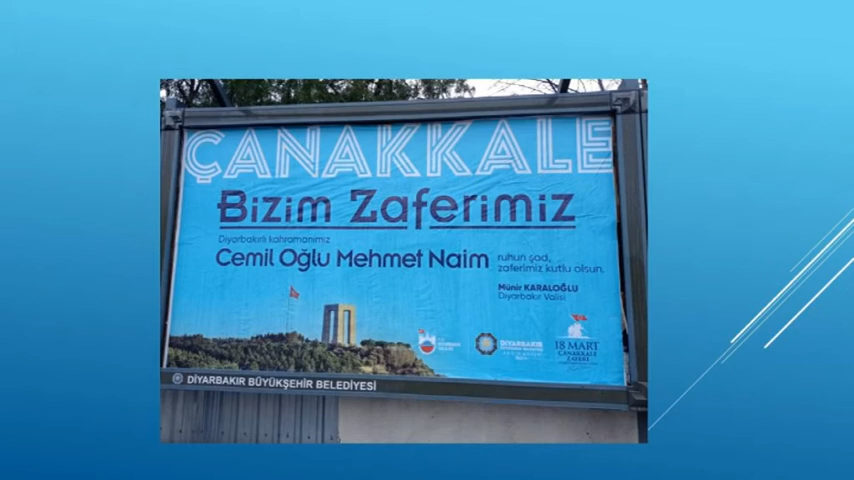 ÇANAKKALE
Bizim Zaferimiz
Diyarbakırlı kahramanımız
Cemil Oğlu Mehmet Naim
ruhun şad,
zaferimiz kutlu olsun.
Münir KARALOĞLU
Diyarbakır Valisi
DİYARBAKIR
18 MART
ÇANAKKALE
ZAFERİ
DİYARBAKIR BÜYÜKŞEHİR BELEDİYESİ